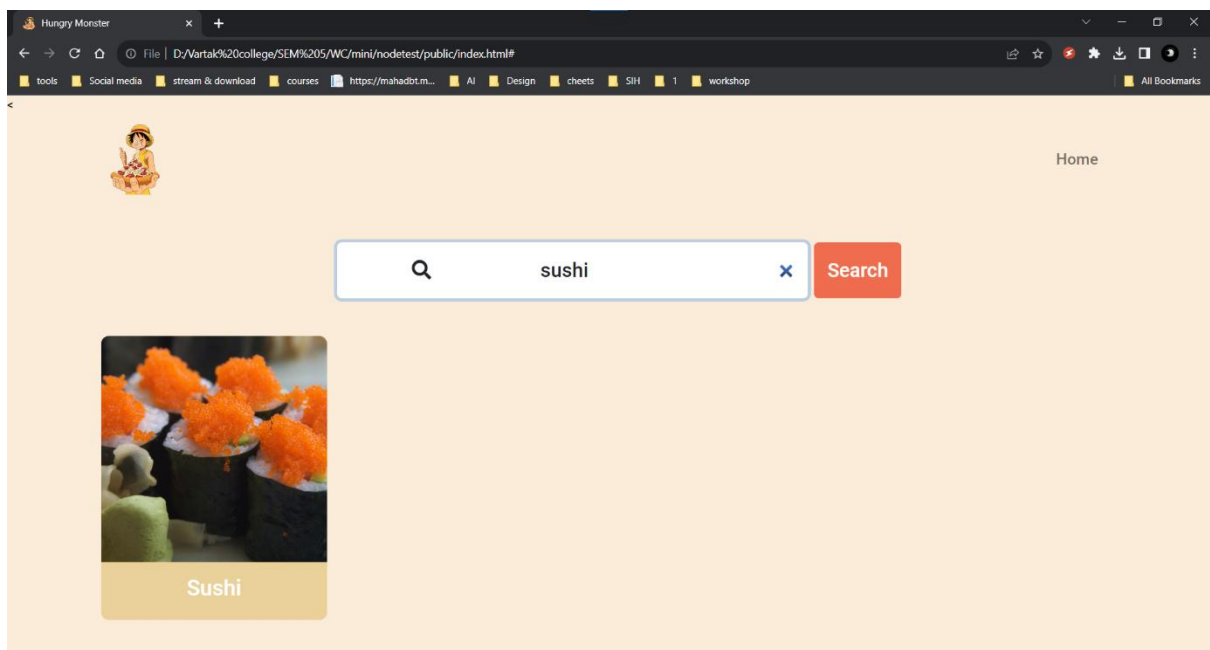 Hungry Monster
File | D:/Vartak%20college/SEM%205/WC/mini/nodetest/public/index.html#
tools Social media stream & download courses https://mahadbt.m... AI Design cheets SIH 1 workshop All Bookmarks
<
Home
sushi Search
Sushi